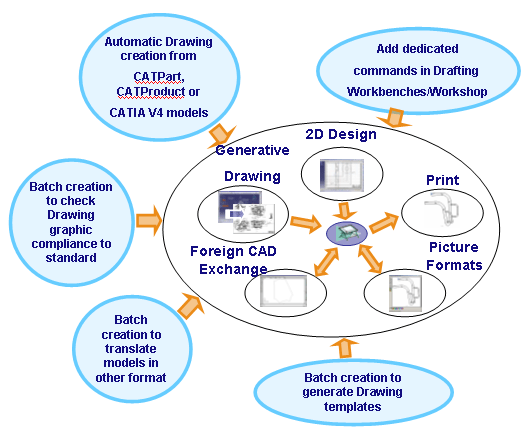 Automatic Drawing
creation from
CATPart,
CATProduct or
CATIA V4 models
Add dedicated
commands in Drafting
Workbenches/Workshop
2D Design
Generative
Drawing
Print
Batch creation
to check
Drawing
graphic
compliance to
standard
Foreign CAD
Exchange
Picture
Formats
Batch
creation to
translate
models in
other format
Batch creation to
generate Drawing
templates